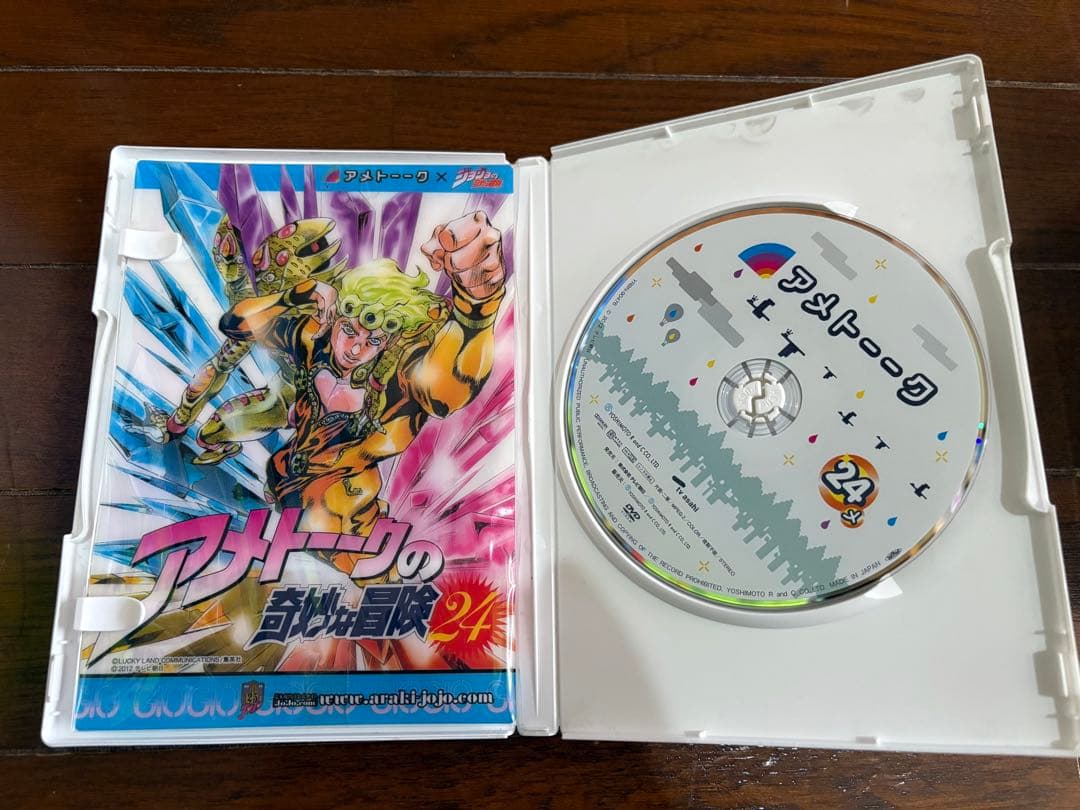 アメトーーク×ジョジョの奇妙な冒険
アメトーークの
奇妙な冒険
24
©LUCKY LAND COMMUNICATIONS/集英社
©2012 テレビ朝日
JoJo.com
www.araki-jojo.com
GIOGIO
アメトーーク
24
YOSHIMOTO R and C CO., LTD.
tv asahi
DVD
STEREO
UNAUTHORIZED PUBLIC PERFORMANCE, BROADCASTING AND COPYING OF THE RECORD PROHIBITED. YOSHIMOTO R and C CO., LTD. MADE IN JAPAN